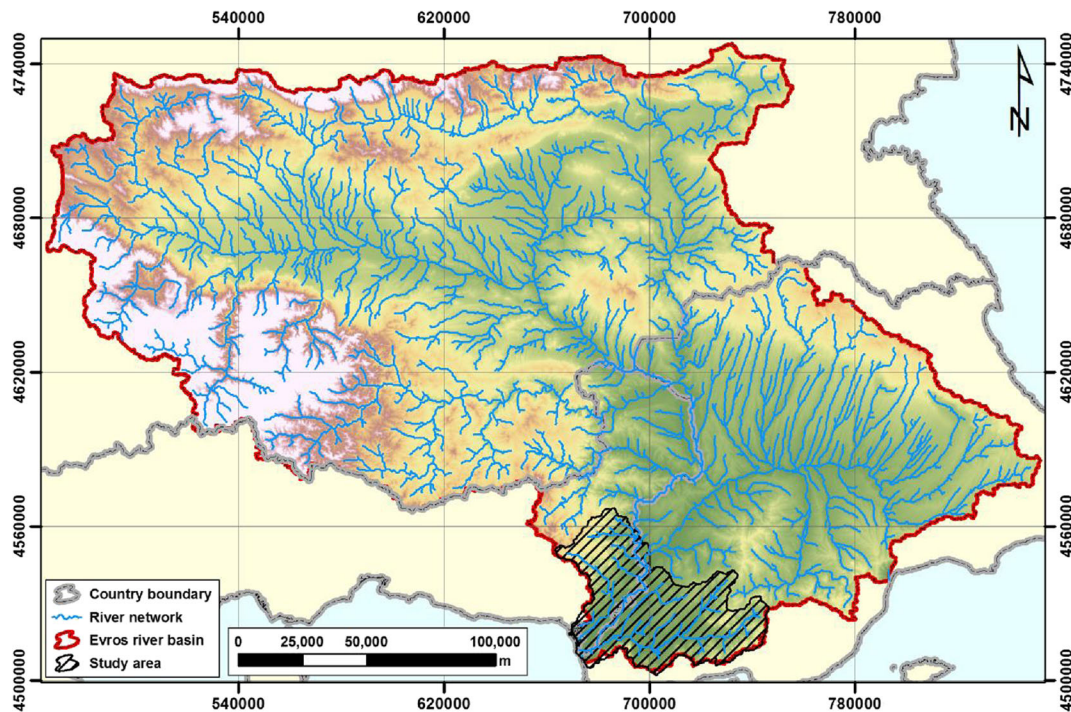 540000 620000 700000 780000
4740000 4740000
N
4680000 4680000
4620000 4620000
4560000 4560000
4500000 4500000
Country boundary
River network
Evros river basin
Study area
0 25,000 50,000 100,000
m
540000 620000 700000 780000